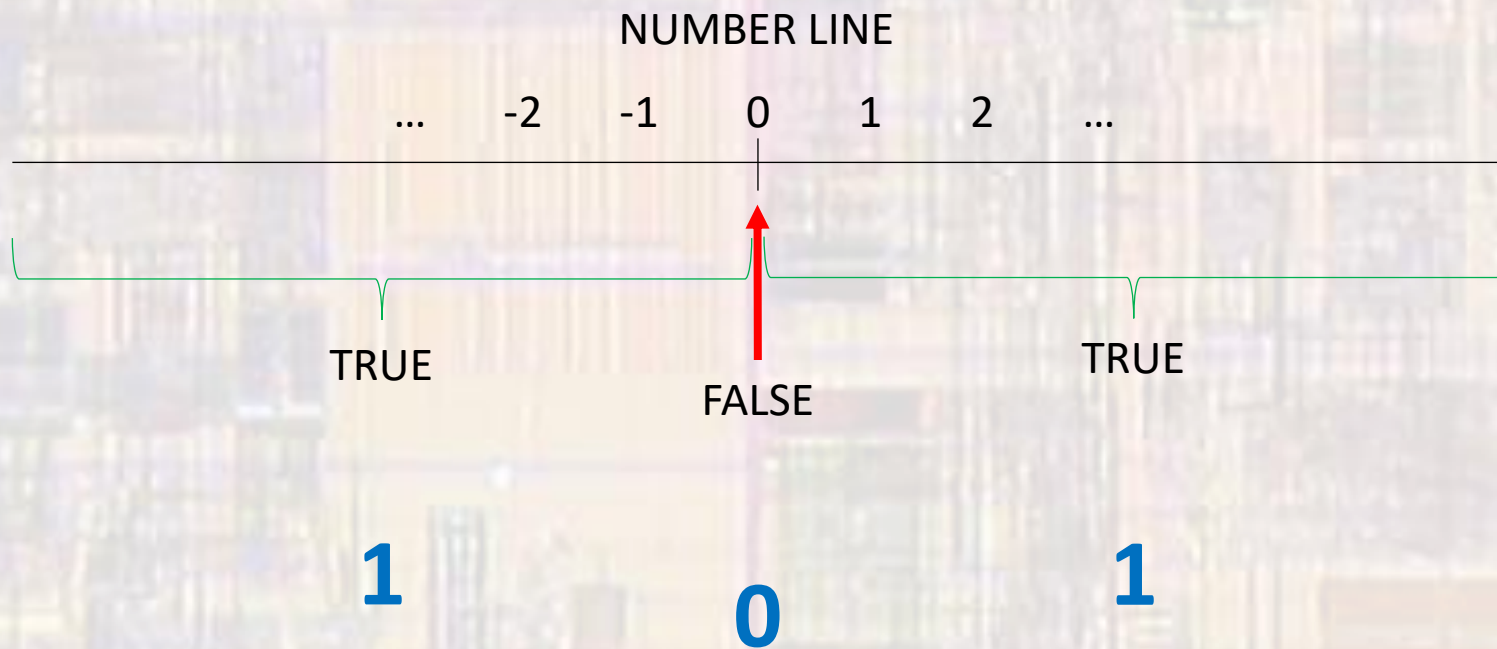 NUMBER LINE
... -2 -1 0 1 2 ...
TRUE TRUE
FALSE
1 1
0